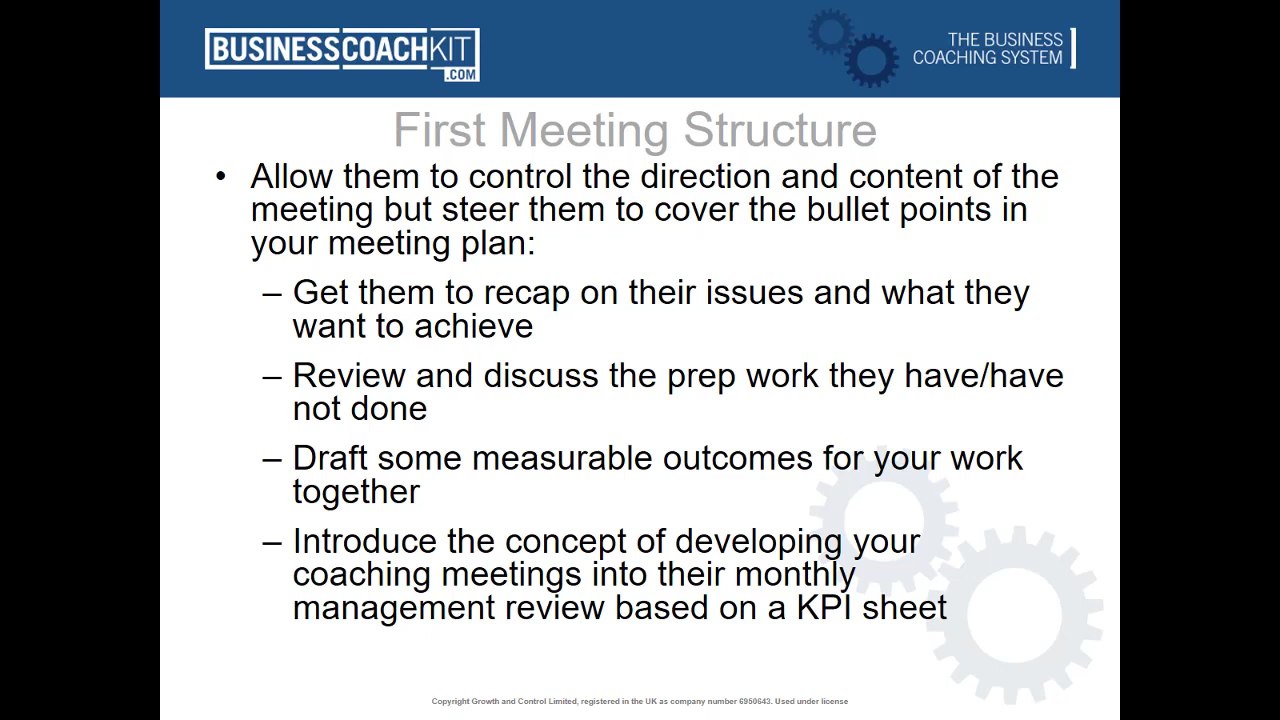 BUSINESSCOACHKIT
.COM
THE BUSINESS
COACHING SYSTEM
First Meeting Structure
• Allow them to control the direction and content of the
meeting but steer them to cover the bullet points in
your meeting plan:
– Get them to recap on their issues and what they
want to achieve
– Review and discuss the prep work they have/have
not done
– Draft some measurable outcomes for your work
together
– Introduce the concept of developing your
coaching meetings into their monthly
management review based on a KPI sheet
Copyright Growth and Control Limited, registered in the UK as company number 6950643. Used under license